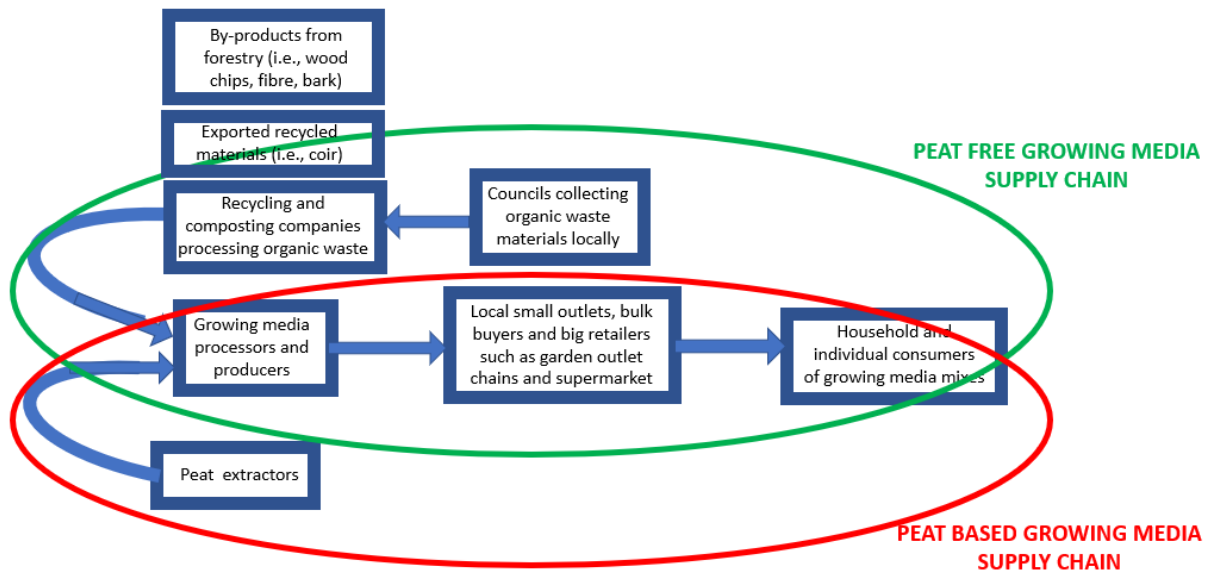 By-products from
forestry (i.e., wood
chips, fibre, bark)
Exported recycled
materials (i.e., coir)
PEAT FREE GROWING MEDIA
SUPPLY CHAIN
Recycling and
composting companies
processing organic waste
Councils collecting
organic waste
materials locally
Growing media
processors and
producers
Local small outlets, bulk
buyers and big retailers
such as garden outlet
chains and supermarket
Household and
individual consumers
of growing media mixes
Peat extractors
PEAT BASED GROWING MEDIA
SUPPLY CHAIN